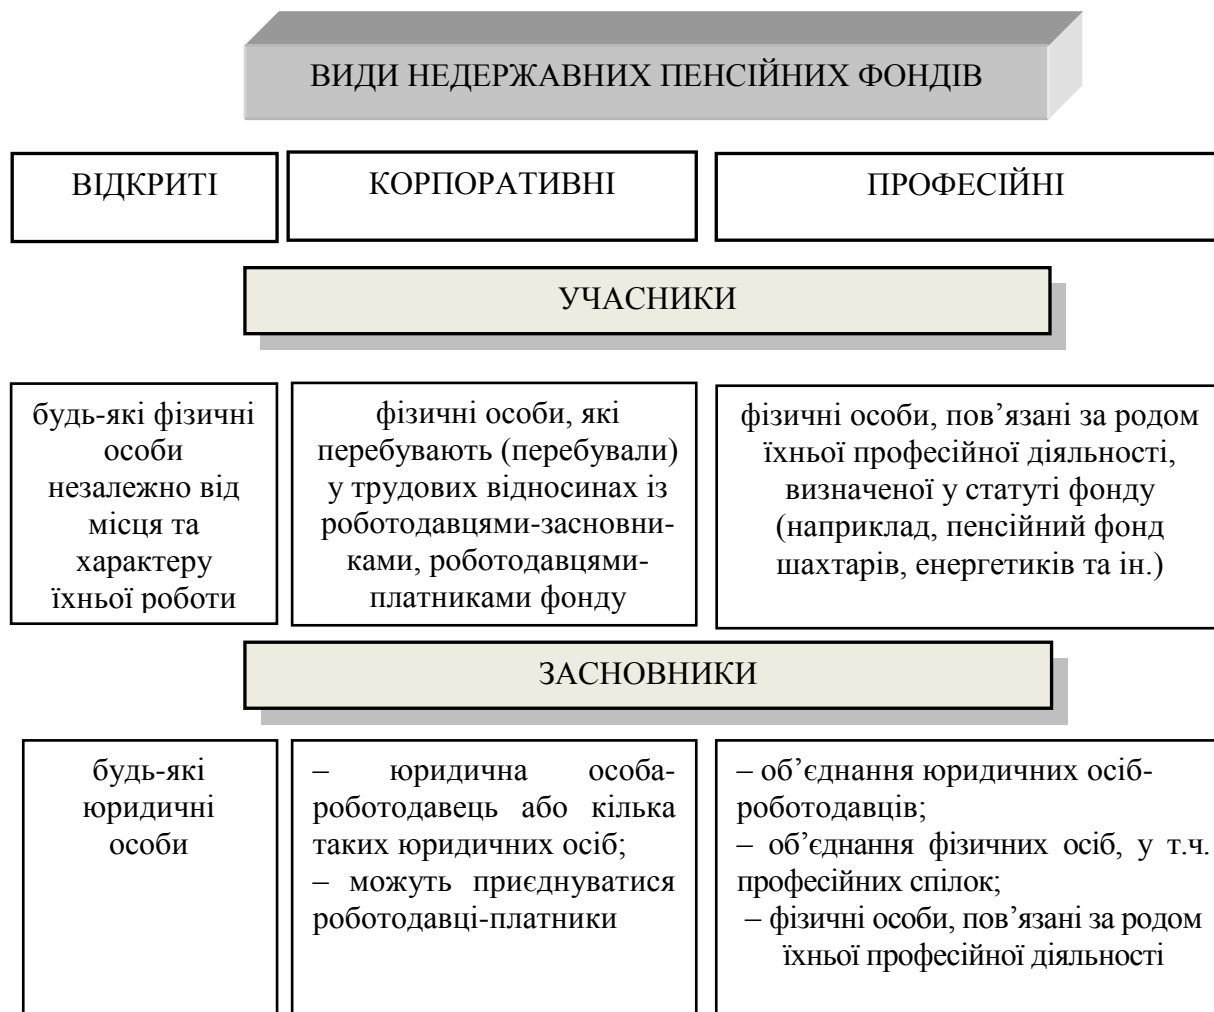 ВИДИ НЕДЕРЖАВНИХ ПЕНСІЙНИХ ФОНДІВ
ВІДКРИТІ
КОРПОРАТИВНІ
ПРОФЕСІЙНІ
УЧАСНИКИ
будь-які фізичні
особи
незалежно від
місця та
характеру
їхньої роботи
фізичні особи, які
перебувають (перебували)
у трудових відносинах із
роботодавцями-засновни-
ками, роботодавцями-
платниками фонду
фізичні особи, пов’язані за родом
їхньої професійної діяльності,
визначеної у статуті фонду
(наприклад, пенсійний фонд
шахтарів, енергетиків та ін.)
ЗАСНОВНИКИ
будь-які
юридичні
особи
– юридична особа-
роботодавець або кілька
таких юридичних осіб;
– можуть приєднуватися
роботодавці-платники
– об’єднання юридичних осіб-
роботодавців;
– об’єднання фізичних осіб, у т.ч.
професійних спілок;
– фізичні особи, пов’язані за родом
їхньої професійної діяльності